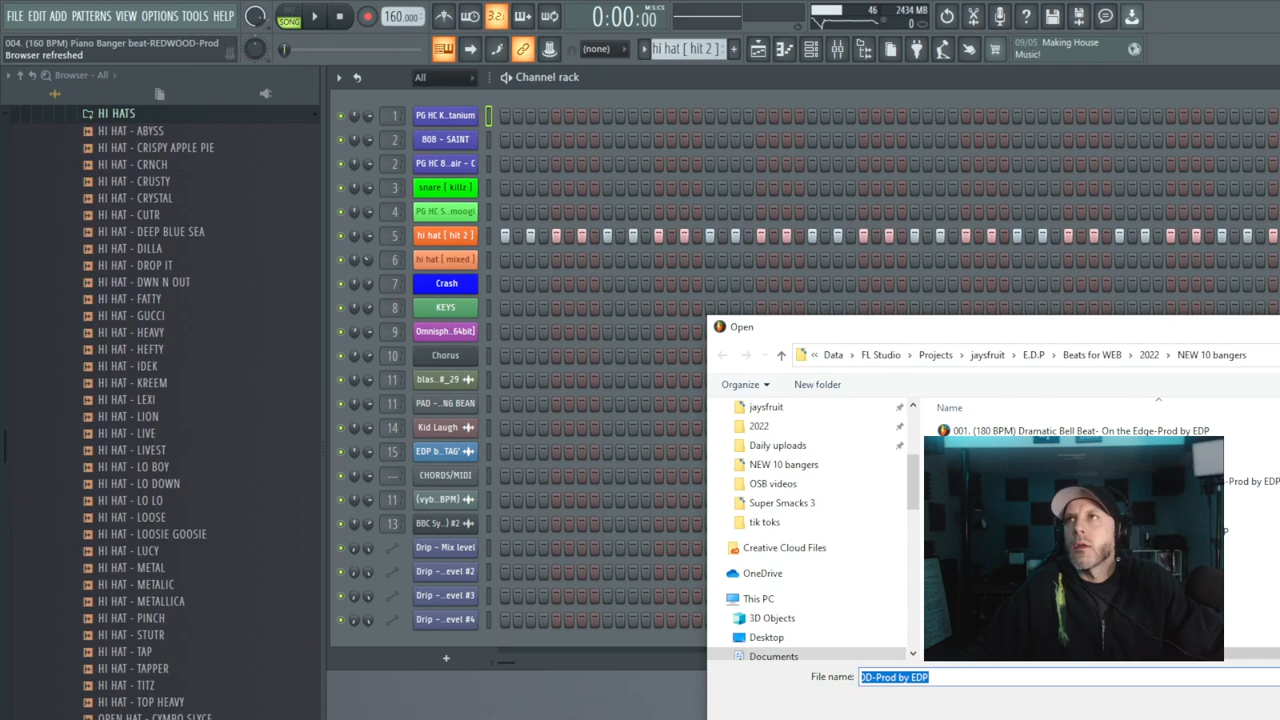 FILE EDIT ADD PATTERNS VIEW OPTIONS TOOLS HELP
SONG
160.000
3.2.
0:00:00
M:S:CS
46
2434 MB
0
004. (160 BPM) Piano Banger beat-REDWOOD-Prod
Browser refreshed
(none)
hi hat [ hit 2 ]
09/05 Making House
Music!
Browser - All
All
Channel rack
HI HATS
HI HAT - ABYSS
HI HAT - CRISPY APPLE PIE
HI HAT - CRNCH
HI HAT - CRUSTY
HI HAT - CRYSTAL
HI HAT - CUTR
HI HAT - DEEP BLUE SEA
HI HAT - DILLA
HI HAT - DROP IT
HI HAT - DWN N OUT
HI HAT - FATTY
HI HAT - GUCCI
HI HAT - HEAVY
HI HAT - HEFTY
HI HAT - IDEK
HI HAT - KREEM
HI HAT - LEXI
HI HAT - LION
HI HAT - LIVE
HI HAT - LIVEST
HI HAT - LO BOY
HI HAT - LO DOWN
HI HAT - LO LO
HI HAT - LOOSE
HI HAT - LOOSIE GOOSIE
HI HAT - LUCY
HI HAT - METAL
HI HAT - METALIC
HI HAT - METALLICA
HI HAT - PINCH
HI HAT - STUTR
HI HAT - TAP
HI HAT - TAPPER
HI HAT - TITZ
HI HAT - TOP HEAVY
OPEN HAT - CYMBO SLYCE
1 PG HC K..tanium
2 808 - SAINT
2 PG HC 8..air - C
3 snare [ killz ]
4 PG HC S..moogi
5 hi hat [ hit 2 ]
6 hi hat [ mixed ]
7 Crash
8 KEYS
9 Omnisph..64bit]
10 Chorus
11 blas..#_29
11 PAD -..NG BEAN
14 Kid Laugh
15 EDP b..TAG'
--- CHORDS/MIDI
11 (vyb..BPM)
13 BBC Sy..) #2
Drip - Mix level
Drip -..evel #2
Drip -..evel #3
Drip -..evel #4
+
Open
« Data > FL Studio > Projects > jaysfruit > E.D.P > Beats for WEB > 2022 > NEW 10 bangers
Organize
New folder
jaysfruit
2022
Daily uploads
NEW 10 bangers
OSB videos
Super Smacks 3
tik toks
Creative Cloud Files
OneDrive
This PC
3D Objects
Desktop
Documents
Name
001. (180 BPM) Dramatic Bell Beat- On the Edge-Prod by EDP
-Prod by EDP
File name:
OD-Prod by EDP